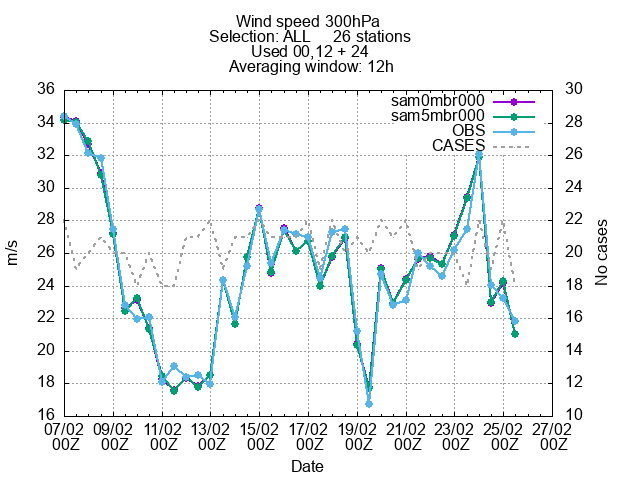 Wind speed 300hPa
Selection: ALL     26 stations
Used 00,12 + 24
Averaging window: 12h
36 30
sam0mbr000
sam5mbr000
OBS
CASES
34 28
32 26
30 24
28 22
26 20
24 18
22 16
20 14
18 12
16 10
m/s
No cases
07/02 09/02 11/02 13/02 15/02 17/02 19/02 21/02 23/02 25/02 27/02
00Z 00Z 00Z 00Z 00Z 00Z 00Z 00Z 00Z 00Z 00Z
Date